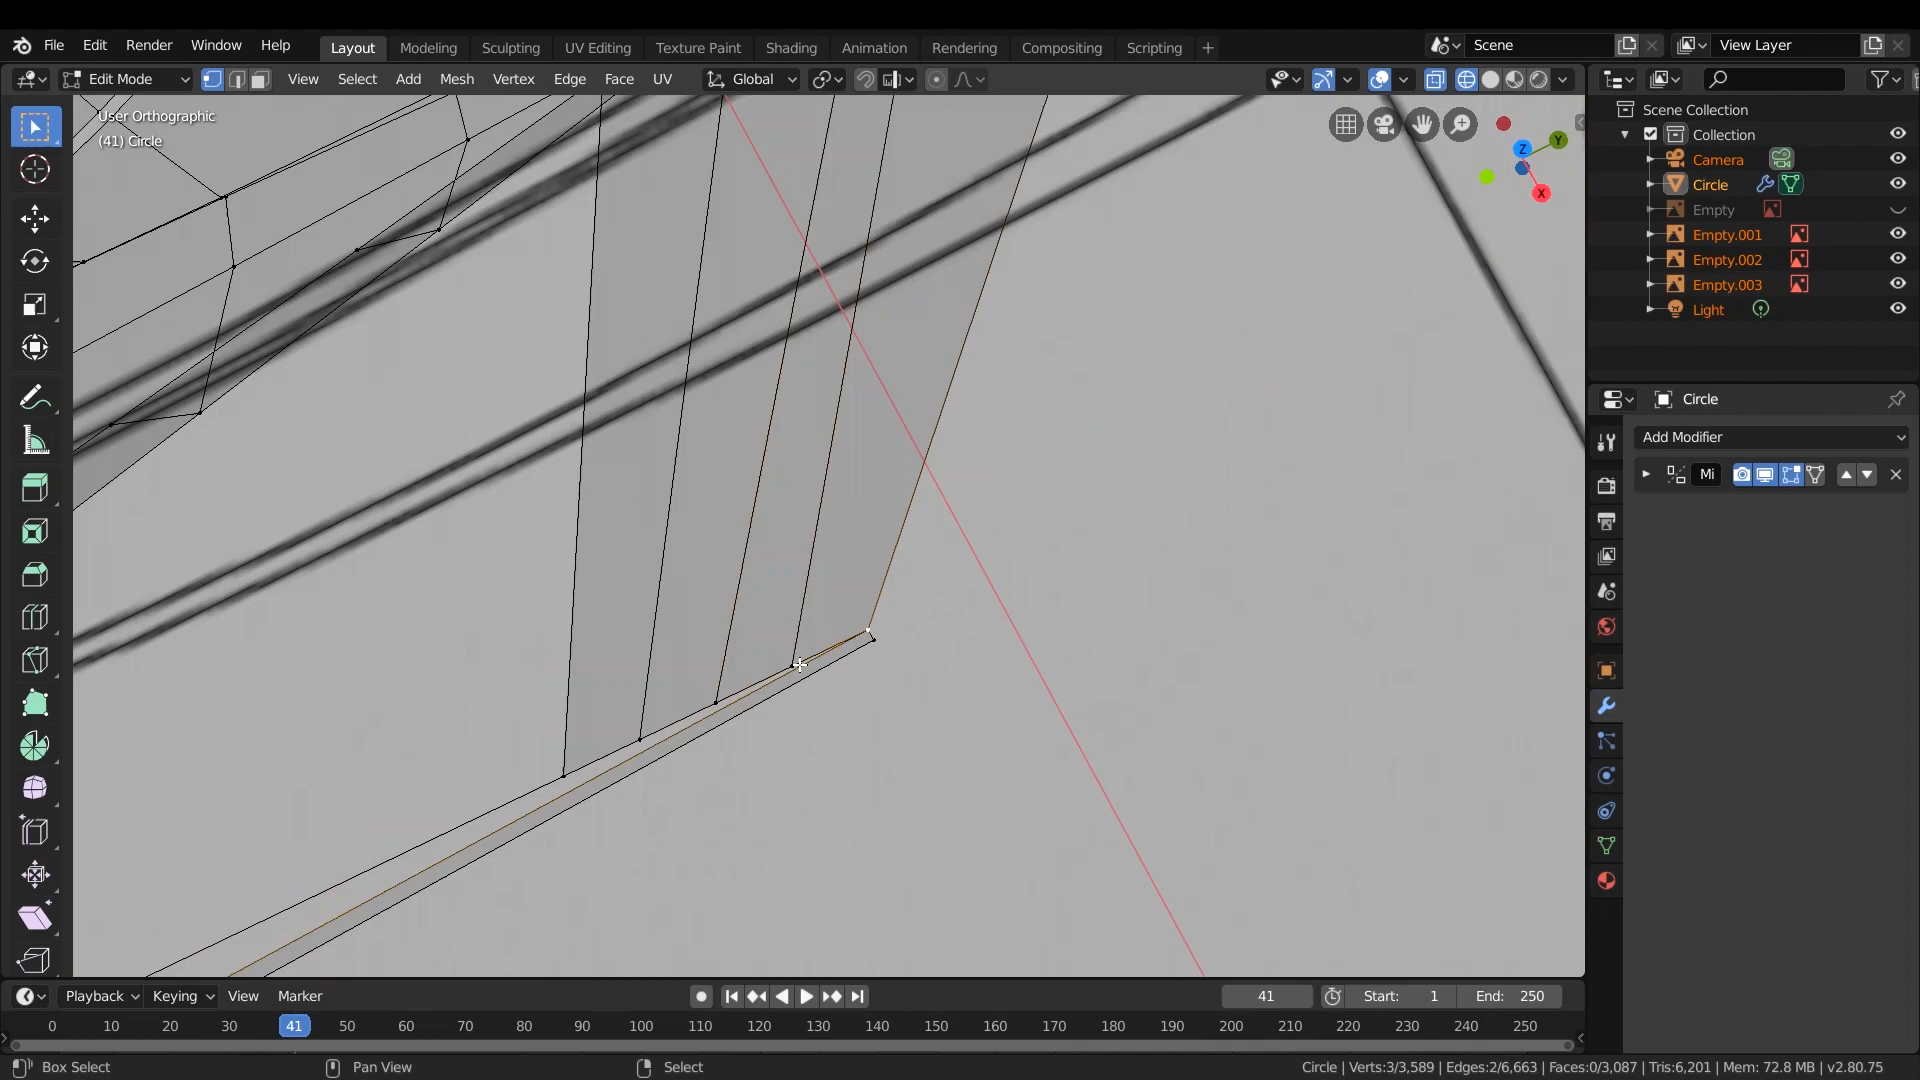 File Edit Render Window Help Layout Modeling Sculpting UV Editing Texture Paint Shading Animation Rendering Compositing Scripting + Scene View Layer
Edit Mode View Select Add Mesh Vertex Edge Face UV Global
User Orthographic
(41) Circle
Z Y X
Scene Collection
Collection
Camera
Circle
Empty
Empty.001
Empty.002
Empty.003
Light
Circle
Add Modifier
Mi
Playback Keying View Marker 41 Start: 1 End: 250
0 10 20 30 41 50 60 70 80 90 100 110 120 130 140 150 160 170 180 190 200 210 220 230 240 250
Box Select Pan View Select Circle | Verts:3/3,589 | Edges:2/6,663 | Faces:0/3,087 | Tris:6,201 | Mem: 72.8 MB | v2.80.75